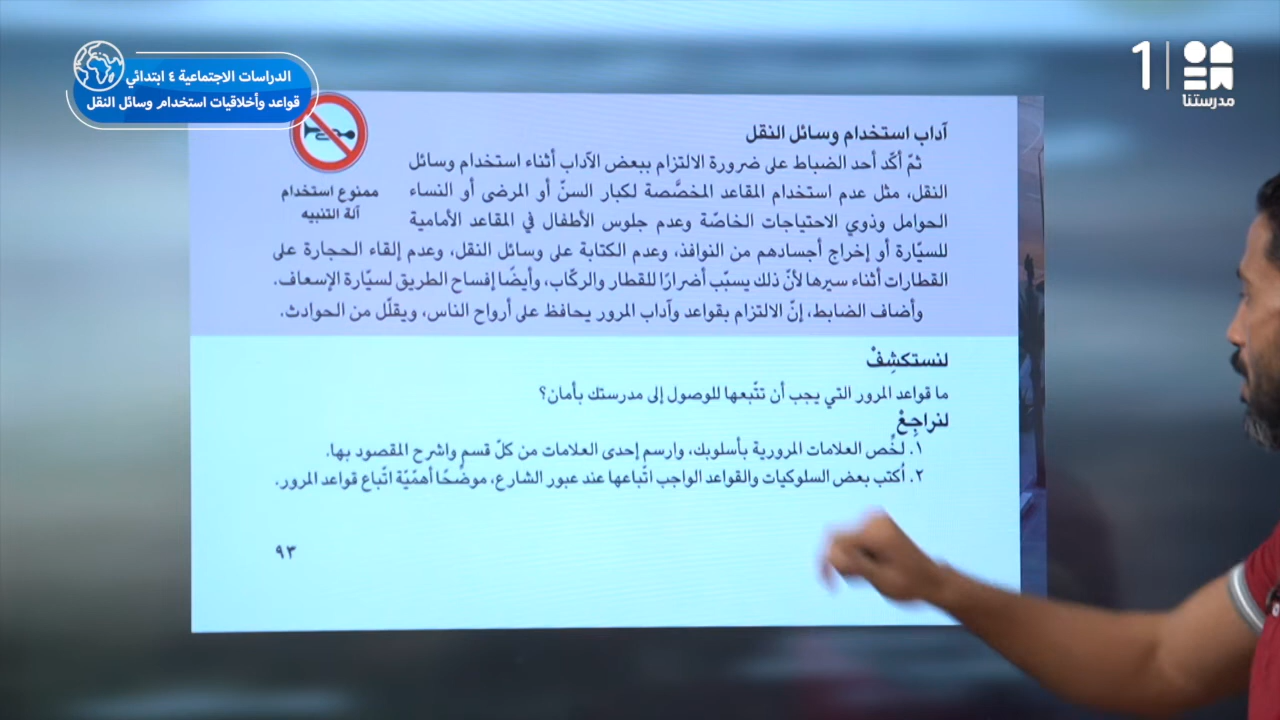 الدراسات الاجتماعية ٤ ابتدائي
قواعد وأخلاقيات استخدام وسائل النقل
1
مدرستنا
آداب استخدام وسائل النقل
ثمّ أكّد أحد الضباط على ضرورة الالتزام ببعض الآداب أثناء استخدام وسائل
النقل، مثل عدم استخدام المقاعد المخصَّصة لكبار السنّ أو المرضى أو النساء
الحوامل وذوي الاحتياجات الخاصّة وعدم جلوس الأطفال في المقاعد الأمامية
للسيّارة أو إخراج أجسادهم من النوافذ، وعدم الكتابة على وسائل النقل، وعدم إلقاء الحجارة على
القطارات أثناء سيرها لأنّ ذلك يسبّب أضرارًا للقطار والركّاب، وأيضًا إفساح الطريق لسيّارة الإسعاف.
وأضاف الضابط، إنّ الالتزام بقواعد وآداب المرور يحافظ على أرواح الناس، ويقلّل من الحوادث.
ممنوع استخدام
آلة التنبيه
لنستكشِفْ
ما قواعد المرور التي يجب أن تتّبعها للوصول إلى مدرستك بأمان؟
لنراجِعْ
١. لخُص العلامات المرورية بأسلوبك، وارسم إحدى العلامات من كلّ قسم واشرح المقصود بها.
٢. اُكتب بعض السلوكيات والقواعد الواجب اتّباعها عند عبور الشارع، موضّحًا أهمّيّة اتّباع قواعد المرور.
٩٣